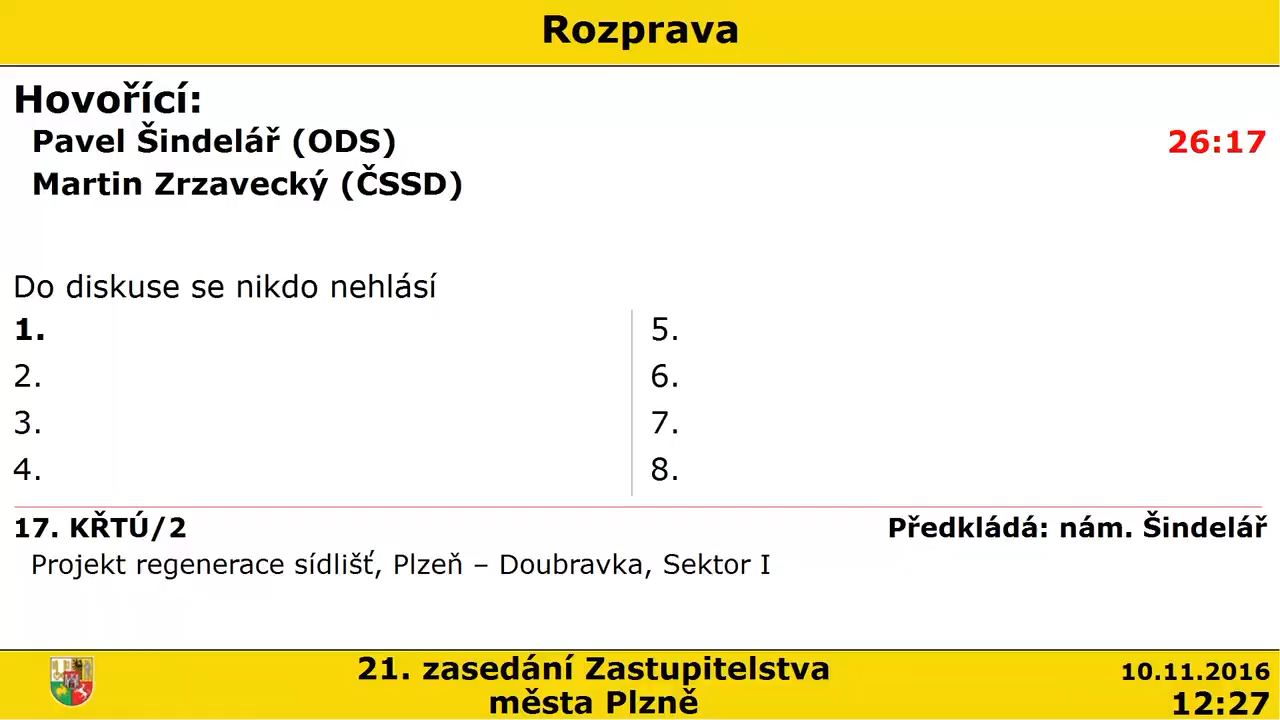 Rozprava
Hovořící:
Pavel Šindelář (ODS) 26:17
Martin Zrzavecký (ČSSD)
Do diskuse se nikdo nehlásí
1. 5.
2. 6.
3. 7.
4. 8.
17. KŘTÚ/2 Předkládá: nám. Šindelář
Projekt regenerace sídlišť, Plzeň – Doubravka, Sektor I
21. zasedání Zastupitelstva 10.11.2016
města Plzně 12:27